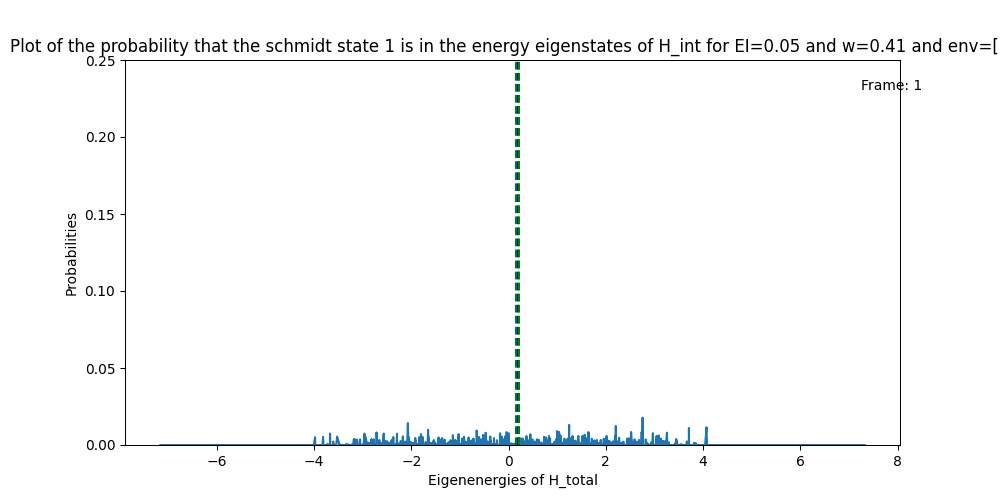 Plot of the probability that the schmidt state 1 is in the energy eigenstates of H_int for EI=0.05 and w=0.41 and env=[
Frame: 1
0.25
0.20
0.15
0.10
0.05
0.00
Probabilities
−6 −4 −2 0 2 4 6 8
Eigenenergies of H_total